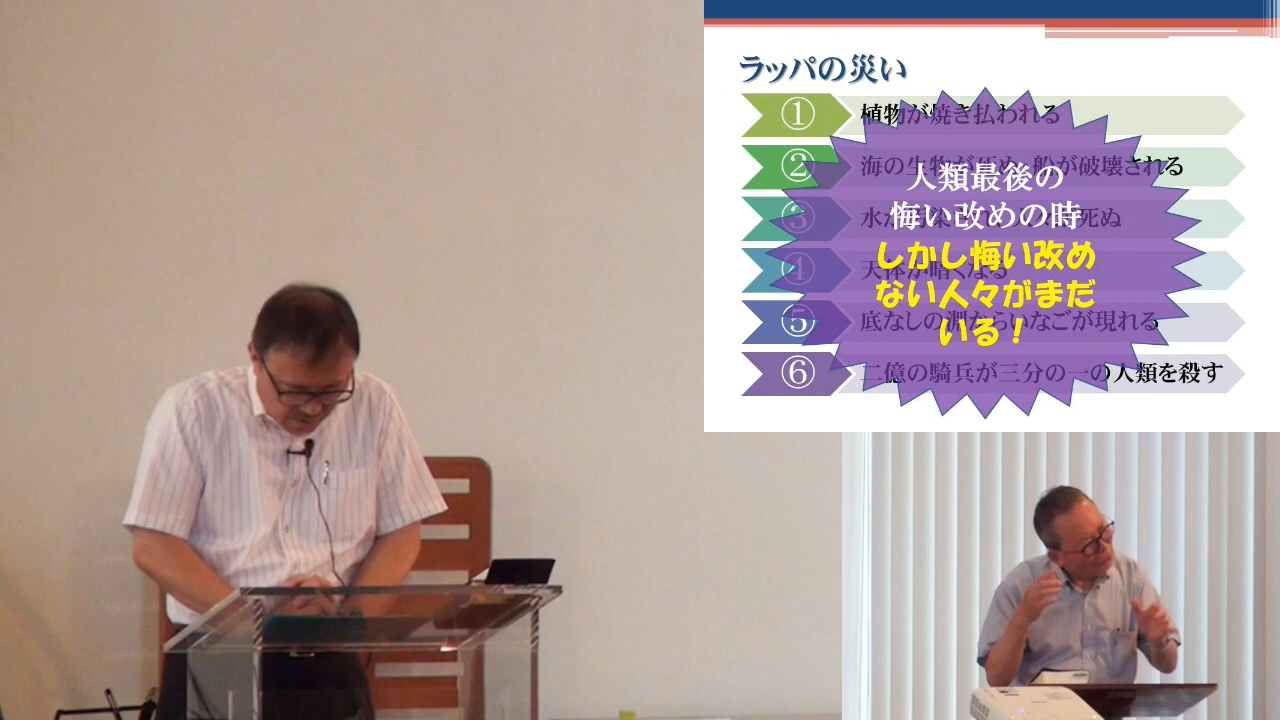 ラッパの災い
① 植物が焼き払われる
② 海の生物が死ぬ、船が破壊される
③ 水が汚染 死ぬ
④ 天体が暗くなる
⑤ 底なしの淵からいなごが現れる
⑥ 二億の騎兵が三分の一の人類を殺す
人類最後の
悔い改めの時
しかし悔い改め
ない人々がまだ
いる！